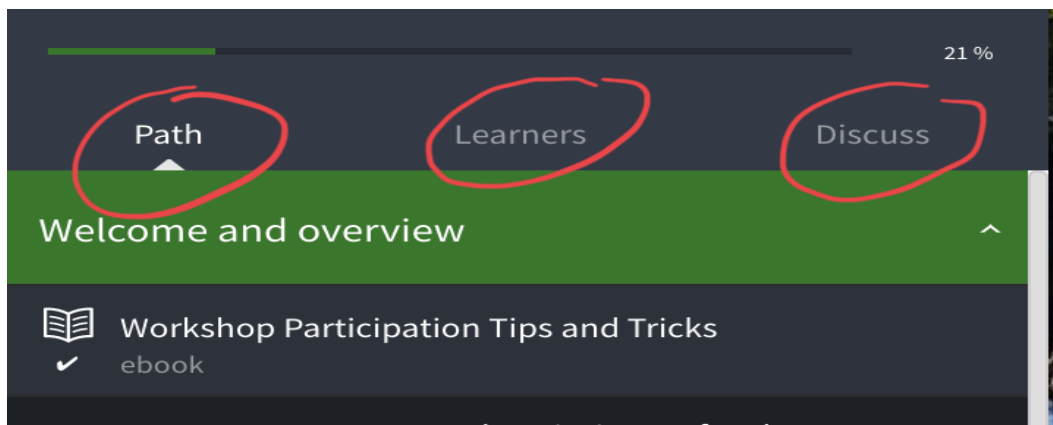 21 %
Path Learners Discuss
Welcome and overview
Workshop Participation Tips and Tricks
ebook